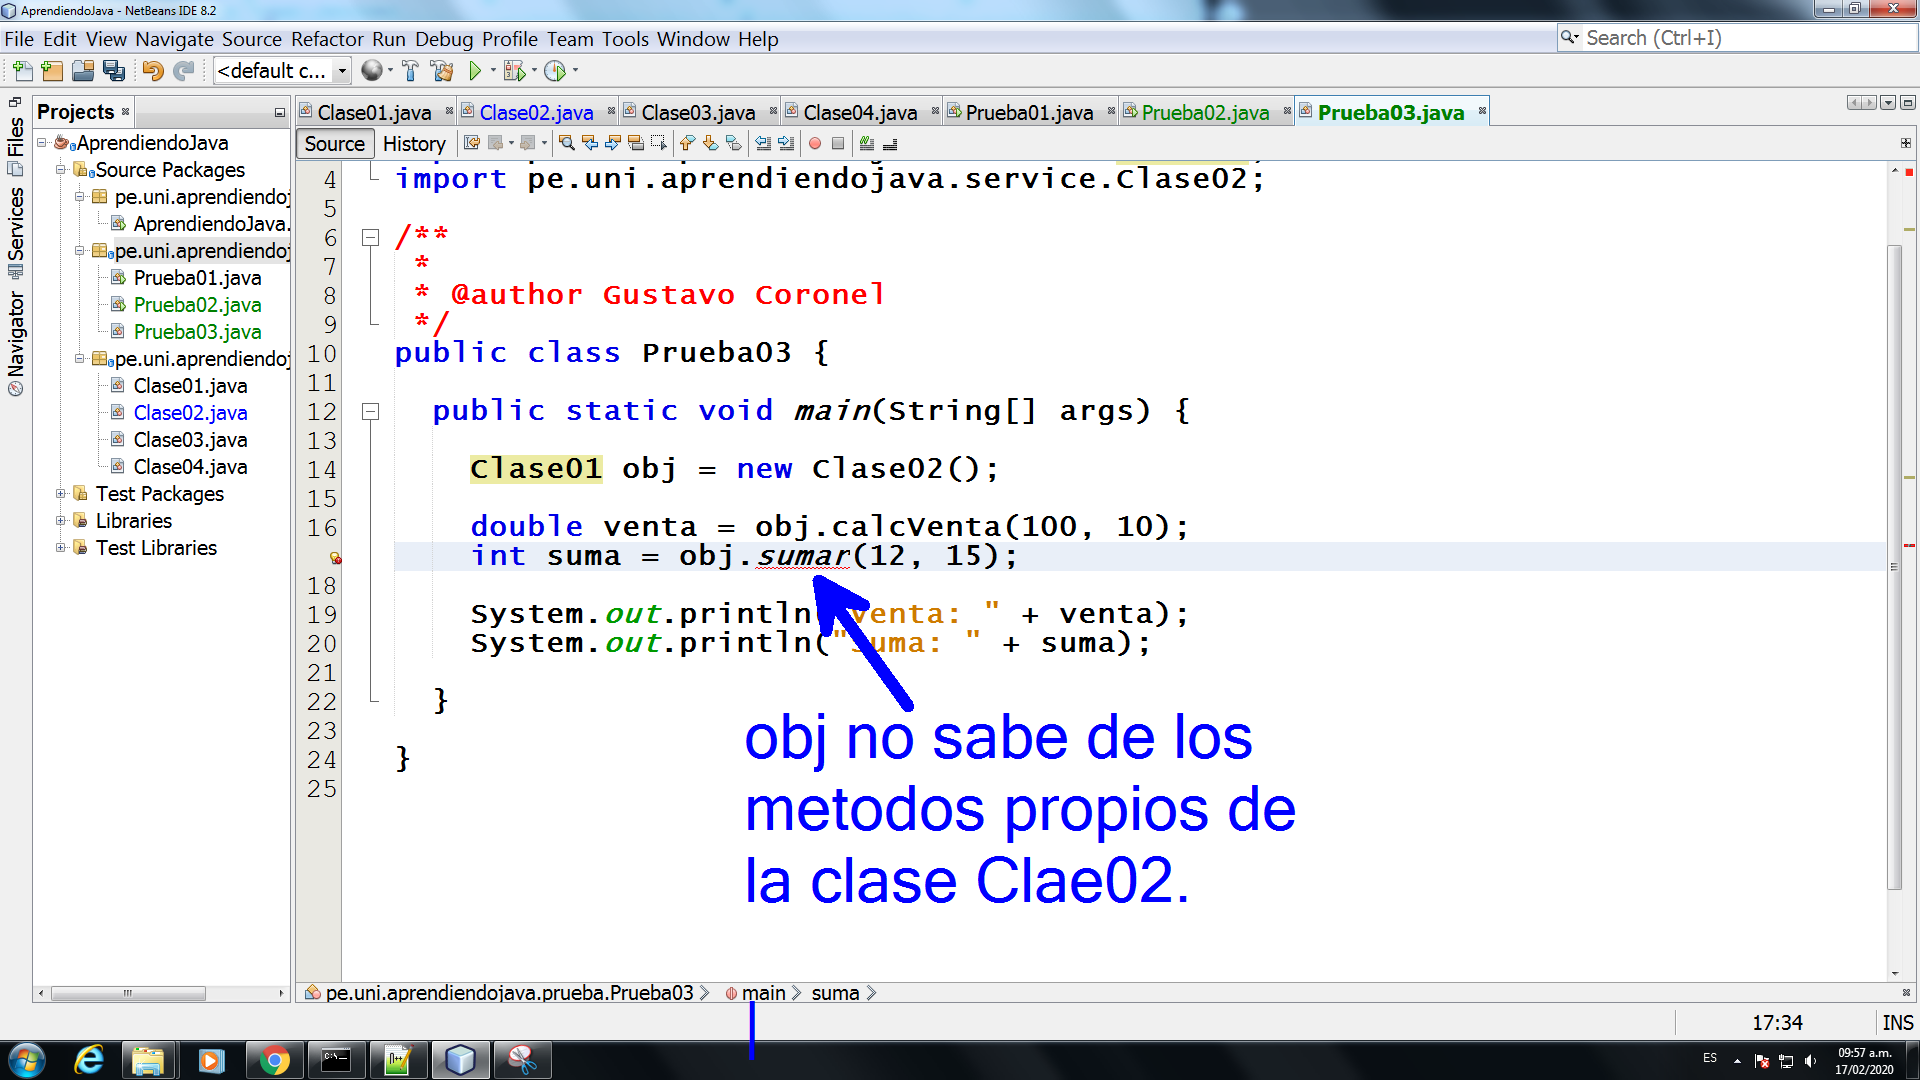 AprendiendoJava - NetBeans IDE 8.2
File Edit View Navigate Source Refactor Run Debug Profile Team Tools Window Help
Search (Ctrl+I)
<default c...
Files
Services
Navigator
Projects
AprendiendoJava
Source Packages
pe.uni.aprendiendoj
AprendiendoJava.
pe.uni.aprendiendoj
Prueba01.java
Prueba02.java
Prueba03.java
pe.uni.aprendiendoj
Clase01.java
Clase02.java
Clase03.java
Clase04.java
Test Packages
Libraries
Test Libraries
Clase01.java Clase02.java Clase03.java Clase04.java Prueba01.java Prueba02.java Prueba03.java
Source History
4 import pe.uni.aprendiendojava.service.Clase02;
5
6 /**
7 *
8 * @author Gustavo Coronel
9 */
10 public class Prueba03 {
11
12 public static void main(String[] args) {
13
14 Clase01 obj = new Clase02();
15
16 double venta = obj.calcVenta(100, 10);
int suma = obj.sumar(12, 15);
18
19 System.out.println("venta: " + venta);
20 System.out.println("suma: " + suma);
21
22 }
23
24 }
25
obj no sabe de los
metodos propios de
la clase Clae02.
pe.uni.aprendiendojava.prueba.Prueba03 main suma
17:34 INS
ES
09:57 a.m.
17/02/2020